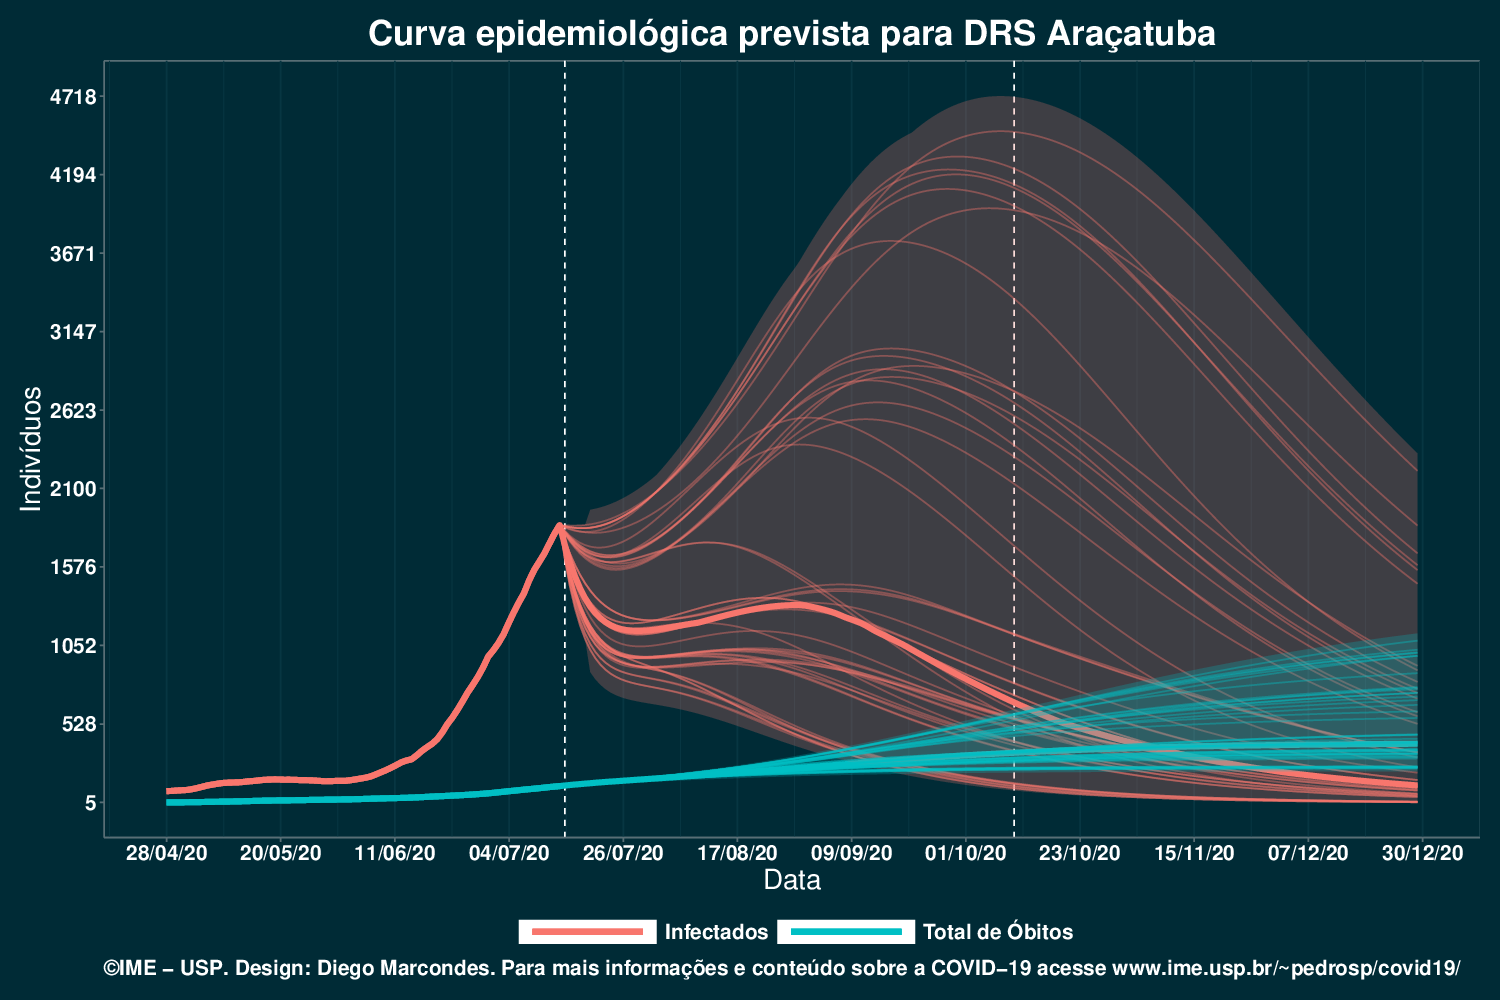 Curva epidemiológica prevista para DRS Araçatuba
Indivíduos
4718
4194
3671
3147
2623
2100
1576
1052
528
5
28/04/20 20/05/20 11/06/20 04/07/20 26/07/20 17/08/20 09/09/20 01/10/20 23/10/20 15/11/20 07/12/20 30/12/20
Data
Infectados Total de Óbitos
©IME − USP. Design: Diego Marcondes. Para mais informações e conteúdo sobre a COVID−19 acesse www.ime.usp.br/~pedrosp/covid19/